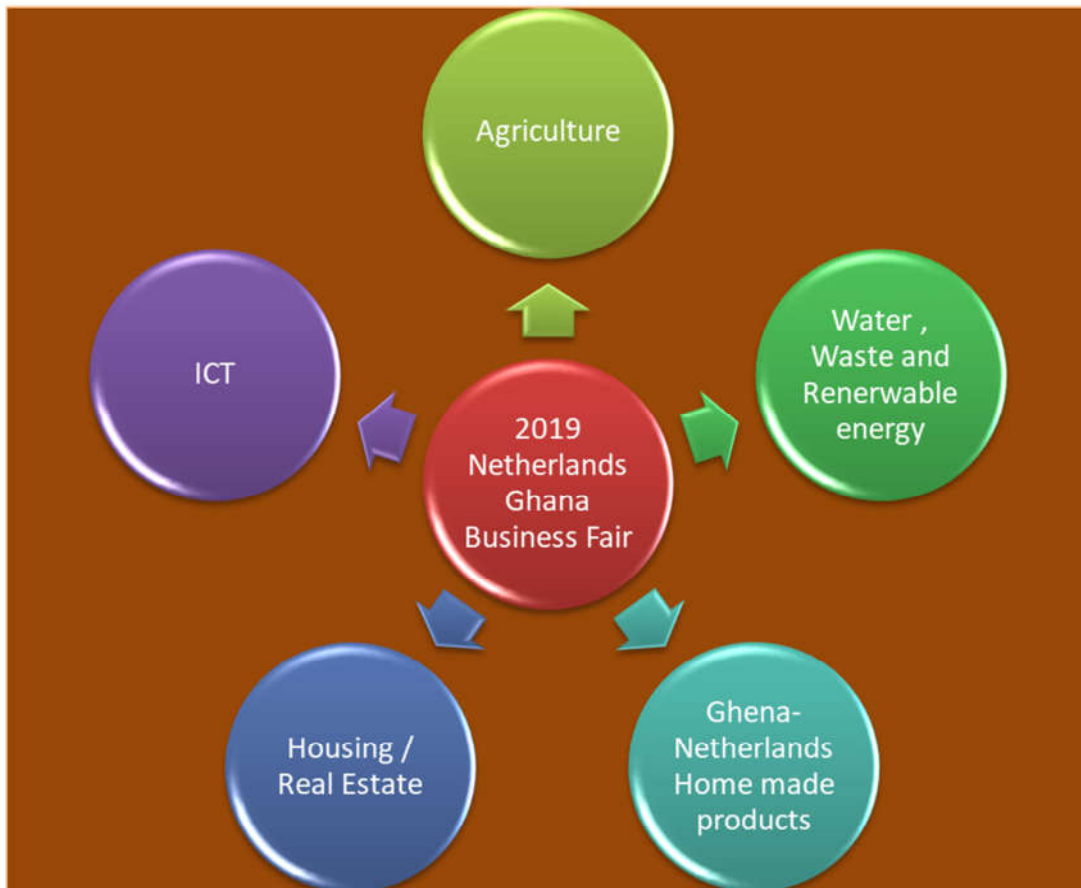 Agriculture
ICT
Water ,
Waste and
Renerwable
energy
2019
Netherlands
Ghana
Business Fair
Housing /
Real Estate
Ghena-
Netherlands
Home made
products